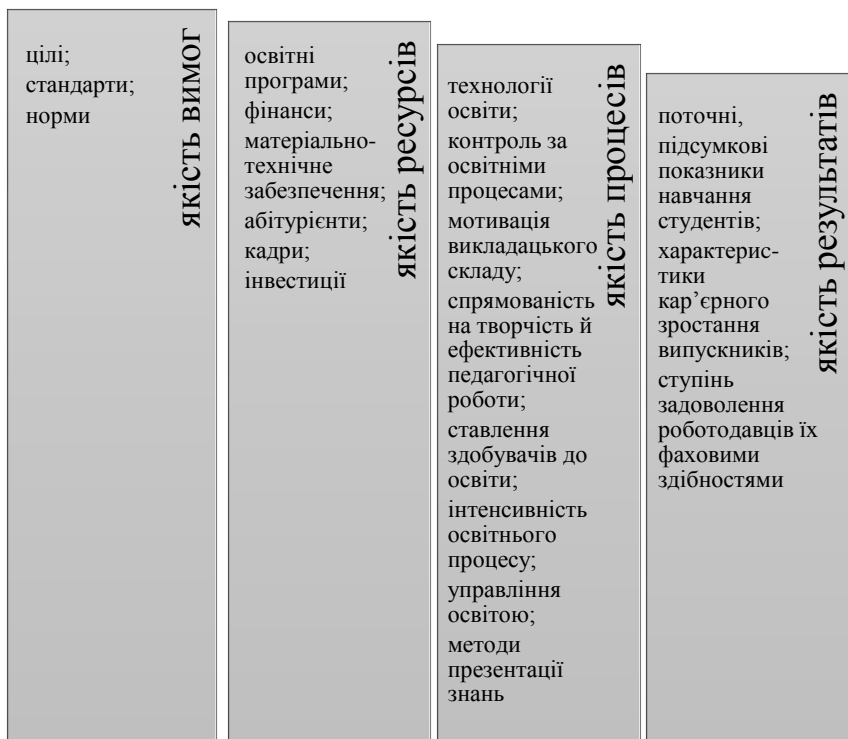 якість вимог
цілі;
стандарти;
норми
якість ресурсів
освітні
програми;
фінанси;
матеріально-
технічне
забезпечення;
абітурієнти;
кадри;
інвестиції
якість процесів
технології
освіти;
контроль за
освітніми
процесами;
мотивація
викладацького
складу;
спрямованість
на творчість й
ефективність
педагогічної
роботи;
ставлення
здобувачів до
освіти;
інтенсивність
освітнього
процесу;
управління
освітою;
методи
презентації
знань
якість результатів
поточні,
підсумкові
показники
навчання
студентів;
характерис-
тики
кар’єрного
зростання
випускників;
ступінь
задоволення
роботодавців їх
фаховими
здібностями